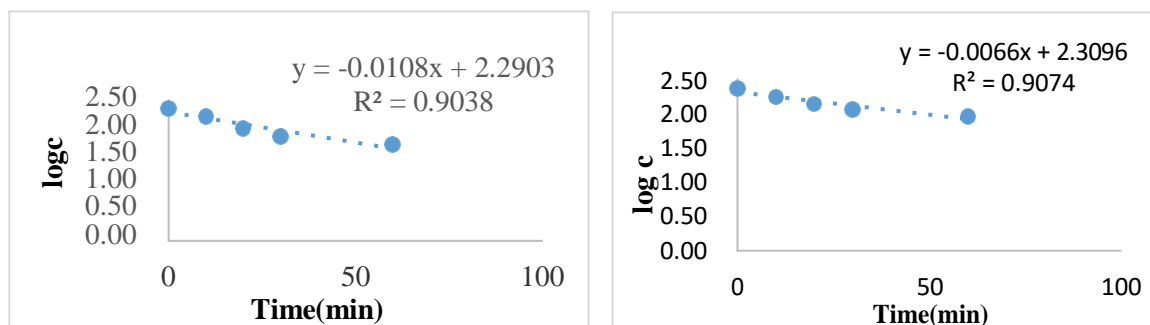 y = -0.0108x + 2.2903
R² = 0.9038
2.50
2.00
1.50
1.00
0.50
0.00
logc
0 50 100
Time(min)
y = -0.0066x + 2.3096
R² = 0.9074
2.50
2.00
1.50
1.00
0.50
0.00
log c
0 50 100
Time(min)